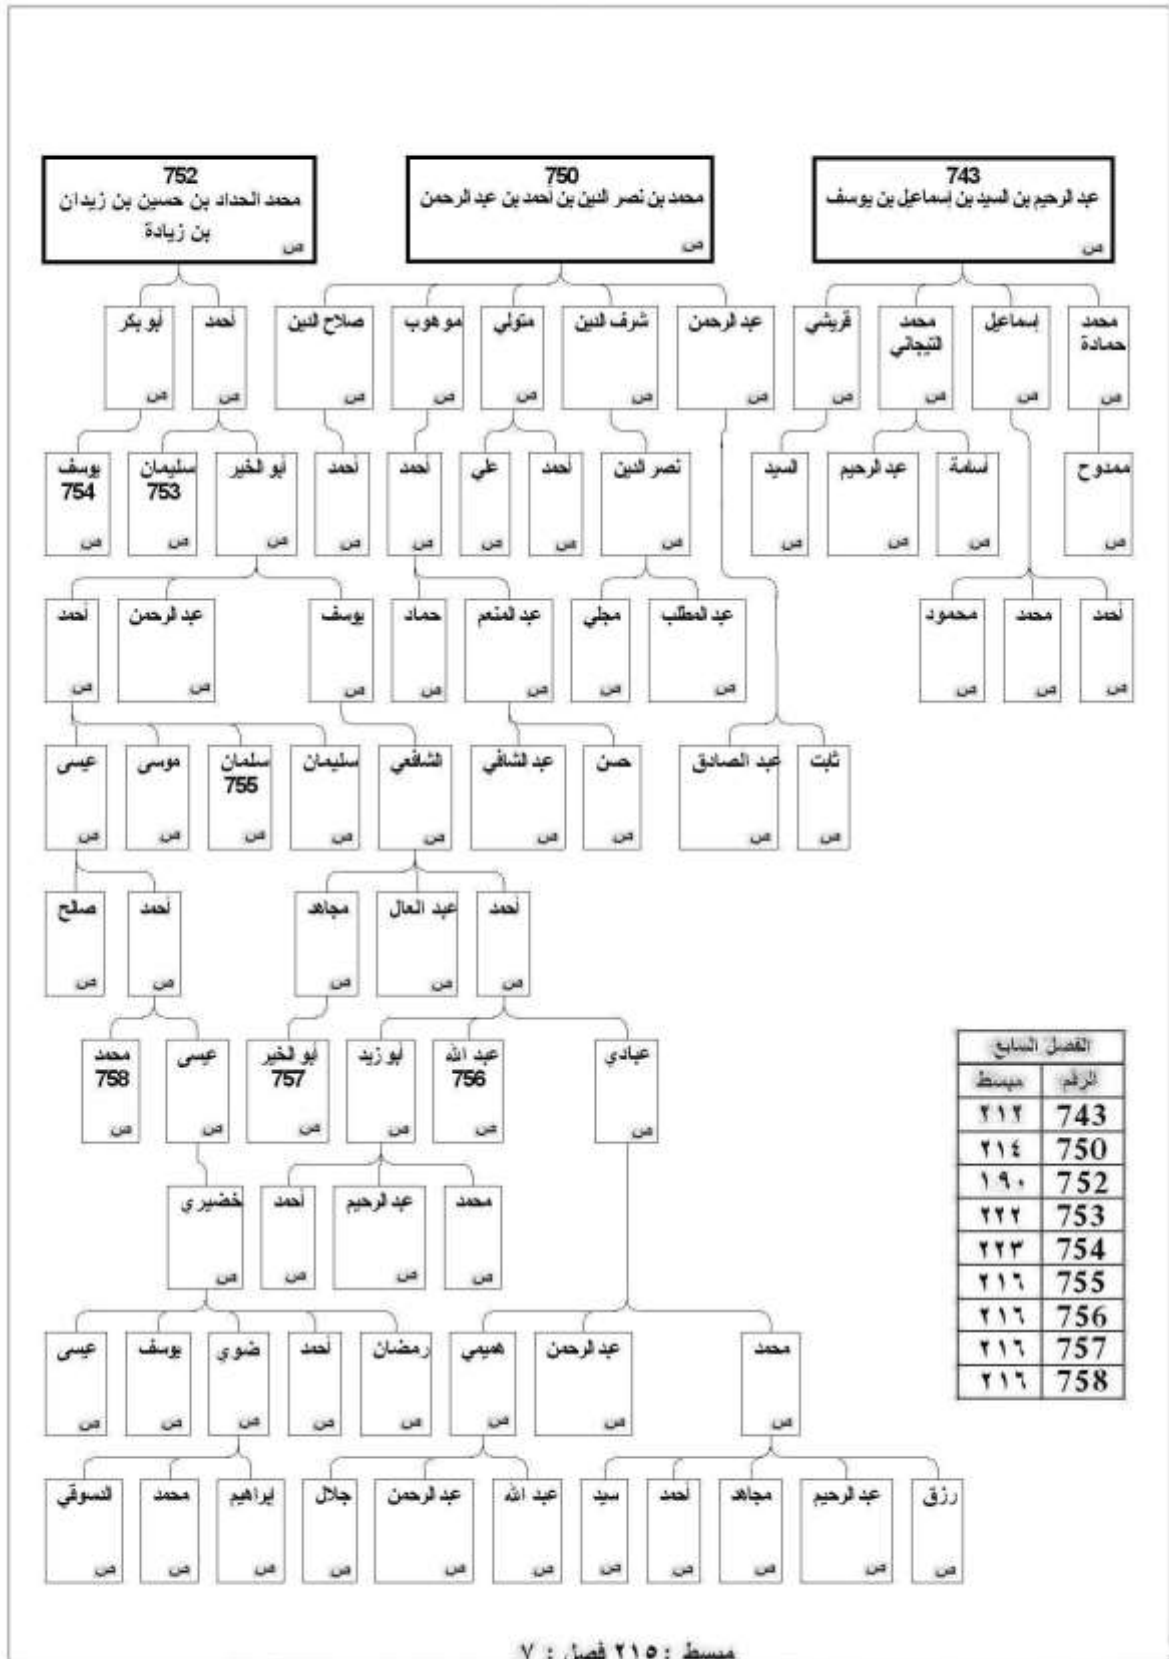 743
عبد الرحيم بن السيد بن إسماعيل بن يوسف
ص
750
محمد بن نصر الدين بن أحمد بن عبد الرحمن
ص
752
محمد الحداد بن حسين بن زيدان
بن زيادة
ص
محمد حمادة ص
إسماعيل ص
محمد التيجاني ص
قريشي ص
عبد الرحمن ص
شرف الدين ص
متولي ص
موهوب ص
صلاح الدين ص
أحمد ص
أبو بكر ص
ممدوح ص
أسامة ص
عبد الرحيم ص
السيد ص
نصر الدين ص
أحمد ص
علي ص
أحمد ص
أحمد ص
أبو الخير ص
سليمان 753 ص
يوسف 754 ص
أحمد ص
محمد ص
محمود ص
عبد المطلب ص
مجلي ص
عبد المنعم ص
حماد ص
يوسف ص
عبد الرحمن ص
أحمد ص
ثابت ص
عبد الصادق ص
حسن ص
عبد الشافي ص
الشافعي ص
سليمان ص
سلمان 755 ص
موسى ص
عيسى ص
أحمد ص
عبد العال ص
مجاهد ص
أحمد ص
صالح ص
عبادي ص
عبد الله 756 ص
أبو زيد ص
أبو الخير 757 ص
عيسى ص
محمد 758 ص
محمد ص
عبد الرحيم ص
أحمد ص
خضيري ص
محمد ص
عبد الرحمن ص
هميمي ص
رمضان ص
أحمد ص
ضوي ص
يوسف ص
عيسى ص
رزق ص
عبد الرحيم ص
مجاهد ص
أحمد ص
سيد ص
عبد الله ص
عبد الرحمن ص
جلال ص
إبراهيم ص
محمد ص
الدسوقي ص
الفصل السابع
الرقم مبسط
743 ٢١٢
750 ٢١٤
752 ١٩٠
753 ٢٢٢
754 ٢٢٣
755 ٢١٦
756 ٢١٦
757 ٢١٦
758 ٢١٦
مبسط : ٢١٥ فصل : ٧